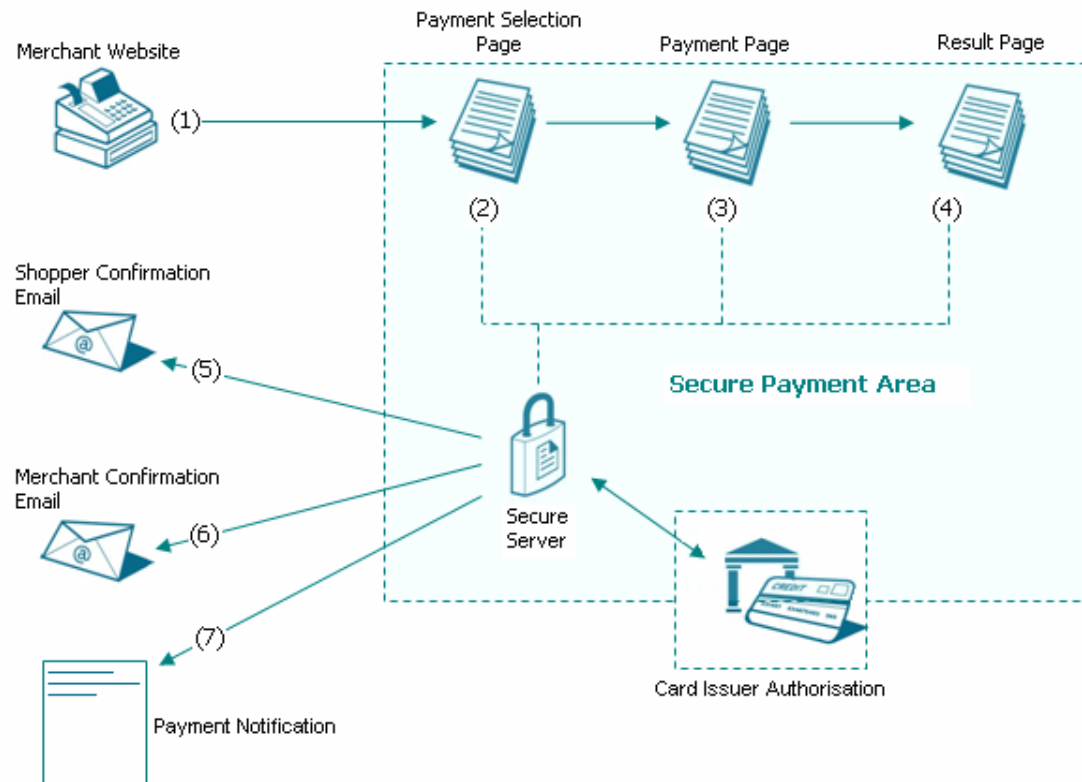 Payment Selection
Page
Payment Page
Result Page
Merchant Website
(1)
(2)
(3)
(4)
Shopper Confirmation
Email
@
(5)
Secure Payment Area
Merchant Confirmation
Email
@
(6)
Secure
Server
CREDIT
(7)
Payment Notification
Card Issuer Authorisation